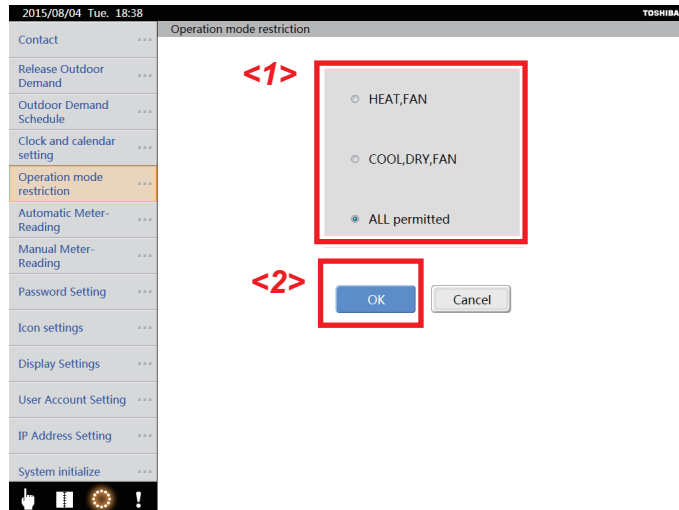 2015/08/04 Tue. 18:38
TOSHIBA
Operation mode restriction
Contact
Release Outdoor
Demand
Outdoor Demand
Schedule
Clock and calendar
setting
Operation mode
restriction
Automatic Meter-
Reading
Manual Meter-
Reading
Password Setting
Icon settings
Display Settings
User Account Setting
IP Address Setting
System initialize
<1>
HEAT,FAN
COOL,DRY,FAN
ALL permitted
<2>
OK
Cancel